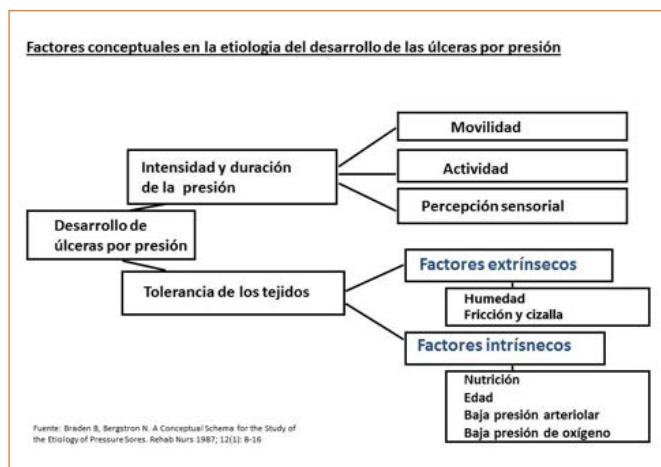 Factores conceptuales en la etiologia del desarrollo de las úlceras por presión
Movilidad
Intensidad y duración
de la presión
Actividad
Percepción sensorial
Desarrollo de
úlceras por presión
Tolerancia de los tejidos
Factores extrínsecos
Humedad
Fricción y cizalla
Factores intrísnecos
Nutrición
Edad
Baja presión arteriolar
Baja presión de oxígeno
Fuente: Braden B, Bergstron N. A Conceptual Schema for the Study of
the Etiology of Pressure Sores. Rehab Nurs 1987; 12(1): 8-16